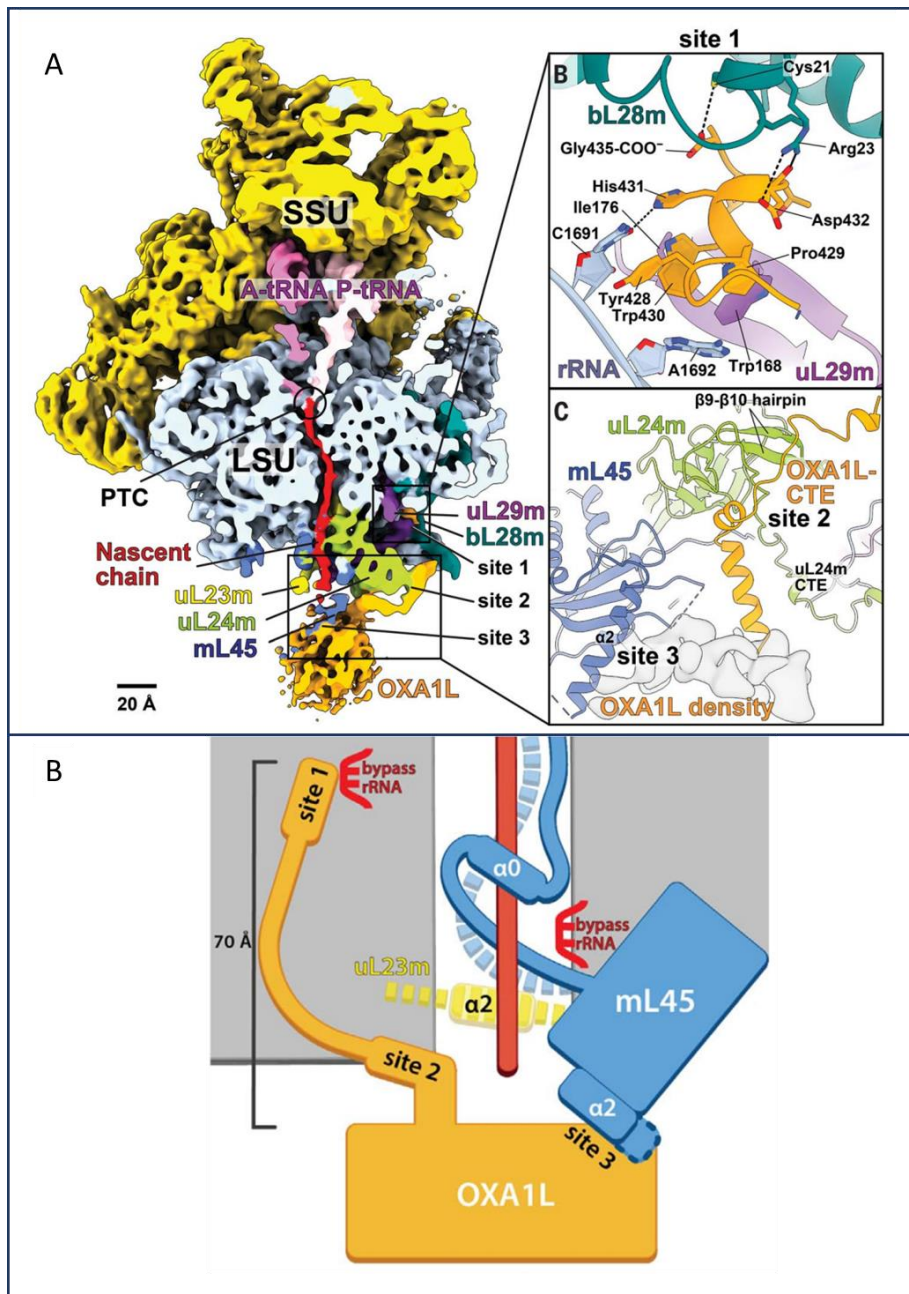 A
SSU
A-tRNA P-tRNA
LSU
PTC
Nascent
chain
uL23m
uL24m
mL45
uL29m
bL28m
site 1
site 2
site 3
20 Å
OXA1L
site 1
B
Cys21
bL28m
Gly435-COO⁻
Arg23
His431
Ile176
C1691
Asp432
Pro429
Tyr428
Trp430
rRNA
A1692
Trp168
uL29m
C
β9-β10 hairpin
uL24m
mL45
OXA1L-
CTE
site 2
uL24m
CTE
α2
site 3
OXA1L density
B
site 1
bypass
rRNA
α0
70 Å
bypass
rRNA
uL23m
α2
mL45
site 2
α2
site 3
OXA1L